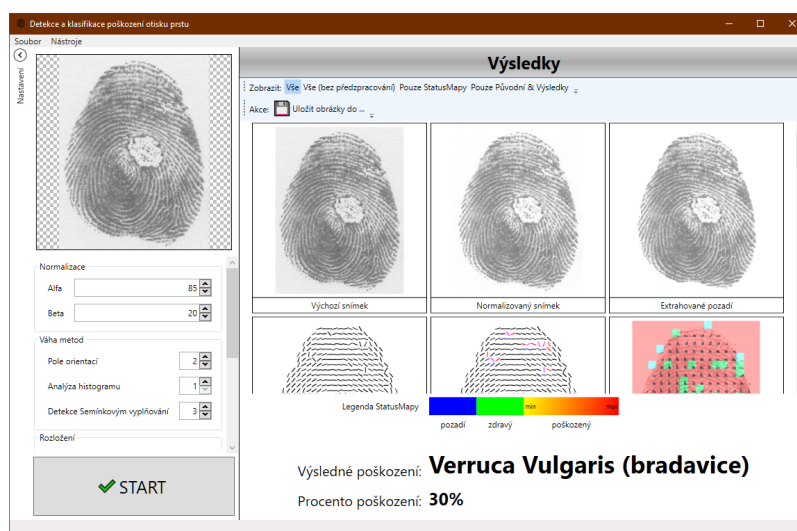 Detekce a klasifikace poškození otisku prstu
Soubor Nástroje
Nastavení
Výsledky
Zobrazit: Vše Vše (bez předzpracování) Pouze StatusMapy Pouze Původní & Výsledky
Akce: Uložit obrázky do ...
Výchozí snímek
Normalizovaný snímek
Extrahované pozadí
Normalizace
Alfa 85
Beta 20
Váha metod
Pole orientací 2
Analýza histogramu 1
Detekce Semínkovým vyplňování 3
Rozložení
START
Legenda StatusMapy
min max
pozadí zdravý poškozený
Výsledné poškození: Verruca Vulgaris (bradavice)
Procento poškození: 30%